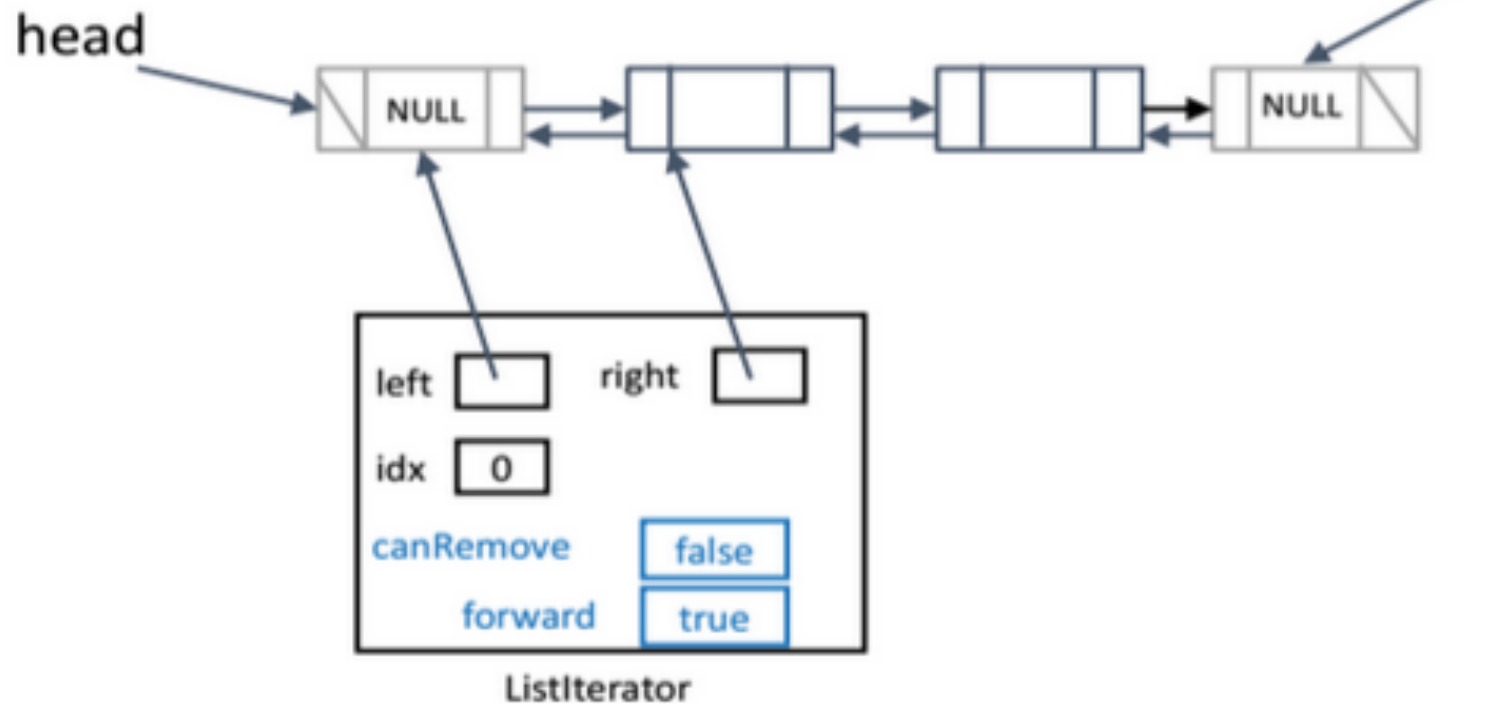 head
NULL
NULL
left
right
idx 0
canRemove false
forward true
ListIterator